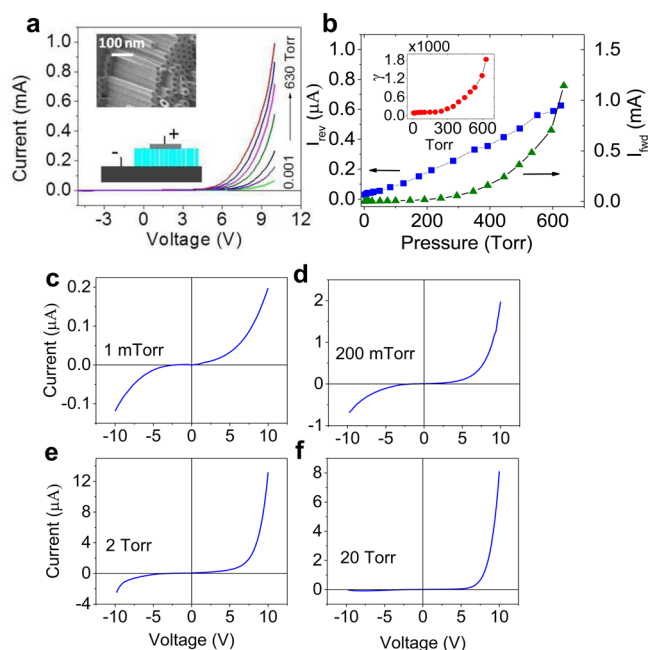 a
100 nm
+
-
Current (mA)
1.0
0.8
0.6
0.4
0.2
0.0
-4 0 4 8 12
Voltage (V)
0.001
630 Torr
b
x1000
γ
1.8
1.2
0.6
0.0
0 300 600
Torr
I_rev (μA)
1.0
0.8
0.6
0.4
0.2
0.0
1.5
1.0
0.5
0.0
I_fwd (mA)
0 200 400 600
Pressure (Torr)
c
Current (μA)
0.2
0.1
0.0
-0.1
1 mTorr
-10 -5 0 5 10
d
2
1
0
-1
200 mTorr
-10 -5 0 5 10
e
Current (μA)
12
8
4
0
-4
2 Torr
-10 -5 0 5 10
Voltage (V)
f
8
6
4
2
0
20 Torr
-10 -5 0 5 10
Voltage (V)